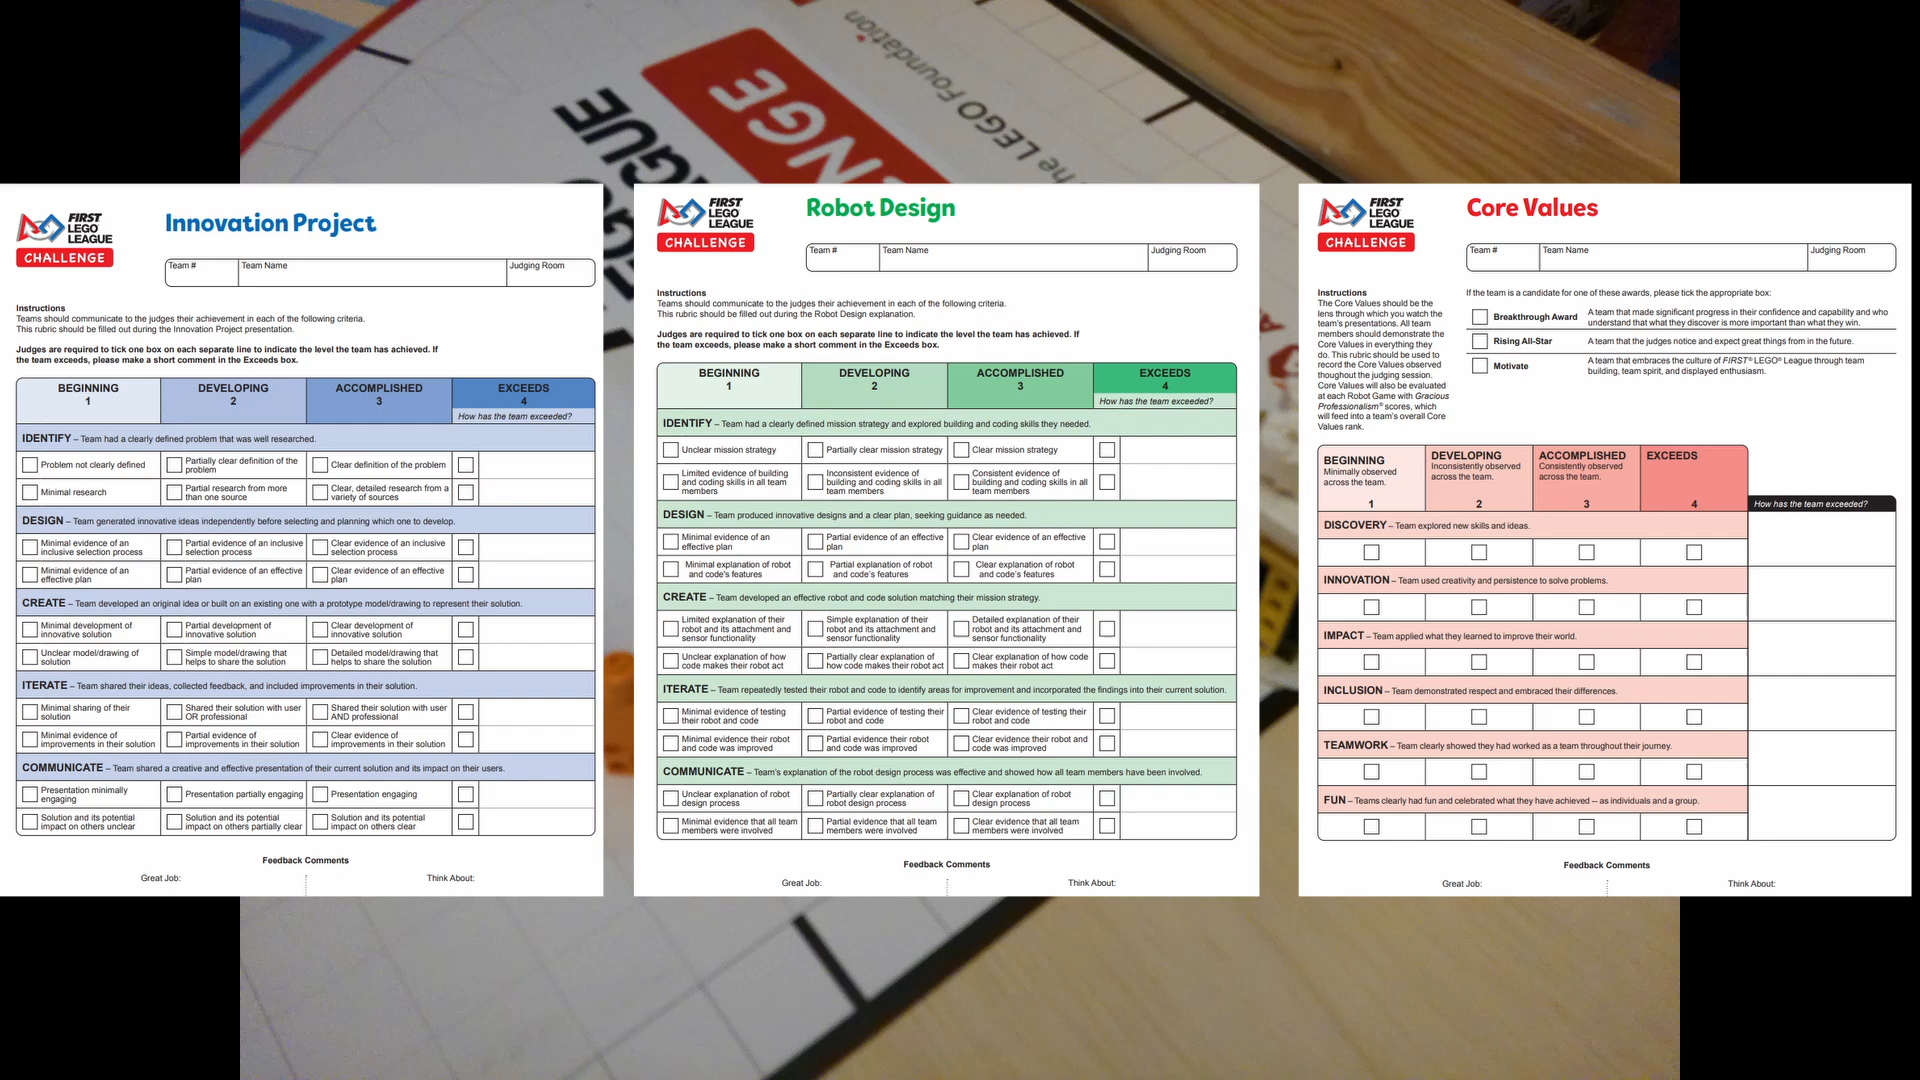 NGE
GUE
The LEGO Foundation
FIRST
LEGO
LEAGUE
CHALLENGE
Innovation Project
Team #
Team Name
Judging Room
Instructions
Teams should communicate to the judges their achievement in each of the following criteria.
This rubric should be filled out during the Innovation Project presentation.
Judges are required to tick one box on each separate line to indicate the level the team has achieved. If
the team exceeds, please make a short comment in the Exceeds box.
BEGINNING
1
DEVELOPING
2
ACCOMPLISHED
3
EXCEEDS
4
How has the team exceeded?
IDENTIFY – Team had a clearly defined problem that was well researched.
Problem not clearly defined
Partially clear definition of the
problem
Clear definition of the problem
Minimal research
Partial research from more
than one source
Clear, detailed research from a
variety of sources
DESIGN – Team generated innovative ideas independently before selecting and planning which one to develop.
Minimal evidence of an
inclusive selection process
Partial evidence of an inclusive
selection process
Clear evidence of an inclusive
selection process
Minimal evidence of an
effective plan
Partial evidence of an effective
plan
Clear evidence of an effective
plan
CREATE – Team developed an original idea or built on an existing one with a prototype model/drawing to represent their solution.
Minimal development of
innovative solution
Partial development of
innovative solution
Clear development of
innovative solution
Unclear model/drawing of
solution
Simple model/drawing that
helps to share the solution
Detailed model/drawing that
helps to share the solution
ITERATE – Team shared their ideas, collected feedback, and included improvements in their solution.
Minimal sharing of their
solution
Shared their solution with user
OR professional
Shared their solution with user
AND professional
Minimal evidence of
improvements in their solution
Partial evidence of
improvements in their solution
Clear evidence of
improvements in their solution
COMMUNICATE – Team shared a creative and effective presentation of their current solution and its impact on their users.
Presentation minimally
engaging
Presentation partially engaging
Presentation engaging
Solution and its potential
impact on others unclear
Solution and its potential
impact on others partially clear
Solution and its potential
impact on others clear
Feedback Comments
Great Job:
Think About:
FIRST
LEGO
LEAGUE
CHALLENGE
Robot Design
Team #
Team Name
Judging Room
Instructions
Teams should communicate to the judges their achievement in each of the following criteria.
This rubric should be filled out during the Robot Design explanation.
Judges are required to tick one box on each separate line to indicate the level the team has achieved. If
the team exceeds, please make a short comment in the Exceeds box.
BEGINNING
1
DEVELOPING
2
ACCOMPLISHED
3
EXCEEDS
4
How has the team exceeded?
IDENTIFY – Team had a clearly defined mission strategy and explored building and coding skills they needed.
Unclear mission strategy
Partially clear mission strategy
Clear mission strategy
Limited evidence of building
and coding skills in all team
members
Inconsistent evidence of
building and coding skills in all
team members
Consistent evidence of
building and coding skills in all
team members
DESIGN – Team produced innovative designs and a clear plan, seeking guidance as needed.
Minimal evidence of an
effective plan
Partial evidence of an effective
plan
Clear evidence of an effective
plan
Minimal explanation of robot
and code's features
Partial explanation of robot
and code's features
Clear explanation of robot
and code's features
CREATE – Team developed an effective robot and code solution matching their mission strategy.
Limited explanation of their
robot and its attachment and
sensor functionality
Simple explanation of their
robot and its attachment and
sensor functionality
Detailed explanation of their
robot and its attachment and
sensor functionality
Unclear explanation of how
code makes their robot act
Partially clear explanation of
how code makes their robot act
Clear explanation of how code
makes their robot act
ITERATE – Team repeatedly tested their robot and code to identify areas for improvement and incorporated the findings into their current solution.
Minimal evidence of testing
their robot and code
Partial evidence of testing their
robot and code
Clear evidence of testing their
robot and code
Minimal evidence their robot
and code was improved
Partial evidence their robot
and code was improved
Clear evidence their robot and
code was improved
COMMUNICATE – Team's explanation of the robot design process was effective and showed how all team members have been involved.
Unclear explanation of robot
design process
Partially clear explanation of
robot design process
Clear explanation of robot
design process
Minimal evidence that all team
members were involved
Partial evidence that all team
members were involved
Clear evidence that all team
members were involved
Feedback Comments
Great Job:
Think About:
FIRST
LEGO
LEAGUE
CHALLENGE
Core Values
Team #
Team Name
Judging Room
Instructions
The Core Values should be the
lens through which you watch the
team's presentations. All team
members should demonstrate the
Core Values in everything they
do. This rubric should be used to
record the Core Values observed
thoughout the judging session.
Core Values will also be evaluated
at each Robot Game with Gracious
Professionalism® scores, which
will feed into a team's overall Core
Values rank.
If the team is a candidate for one of these awards, please tick the appropriate box:
Breakthrough Award
A team that made significant progress in their confidence and capability and who
understand that what they discover is more important than what they win.
Rising All-Star
A team that the judges notice and expect great things from in the future.
Motivate
A team that embraces the culture of FIRST® LEGO® League through team
building, team spirit, and displayed enthusiasm.
BEGINNING
Minimally observed
across the team.
1
DEVELOPING
Inconsistently observed
across the team.
2
ACCOMPLISHED
Consistently observed
across the team.
3
EXCEEDS
4
How has the team exceeded?
DISCOVERY – Team explored new skills and ideas.
INNOVATION – Team used creativity and persistence to solve problems.
IMPACT – Team applied what they learned to improve their world.
INCLUSION – Team demonstrated respect and embraced their differences.
TEAMWORK – Team clearly showed they had worked as a team throughout their journey.
FUN – Teams clearly had fun and celebrated what they have achieved -- as individuals and a group.
Feedback Comments
Great Job:
Think About: